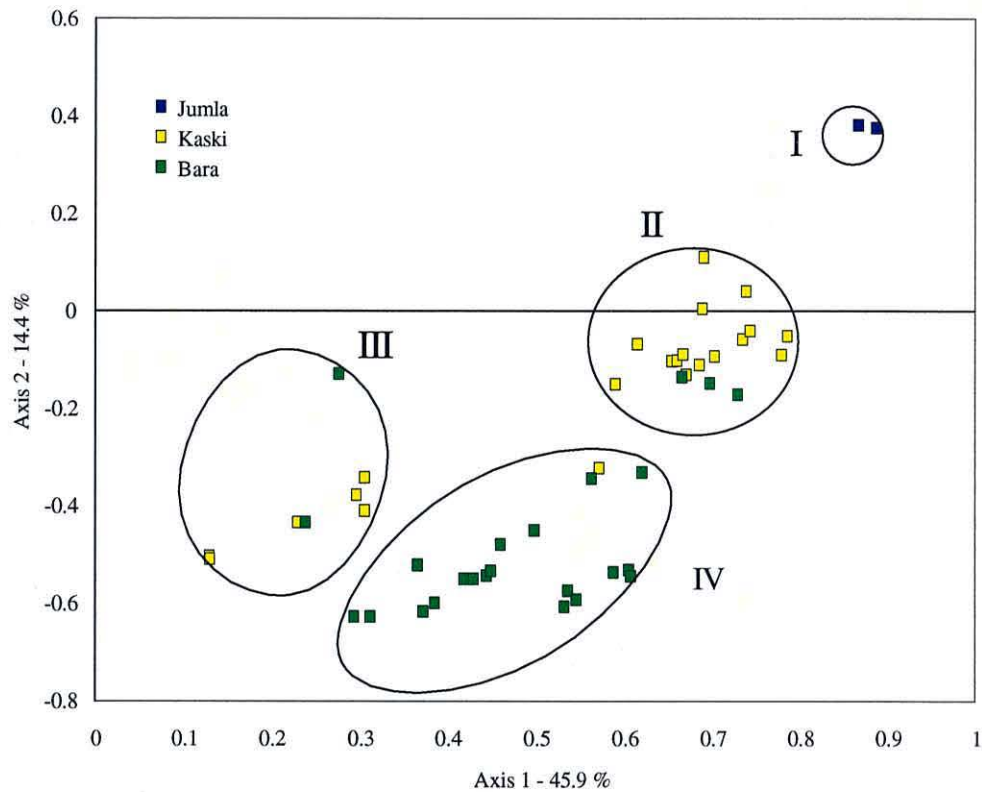 0.6
0.4
0.2
0
-0.2
-0.4
-0.6
-0.8
Axis 2 - 14.4 %
Jumla
Kaski
Bara
I
II
III
IV
0 0.1 0.2 0.3 0.4 0.5 0.6 0.7 0.8 0.9 1
Axis 1 - 45.9 %